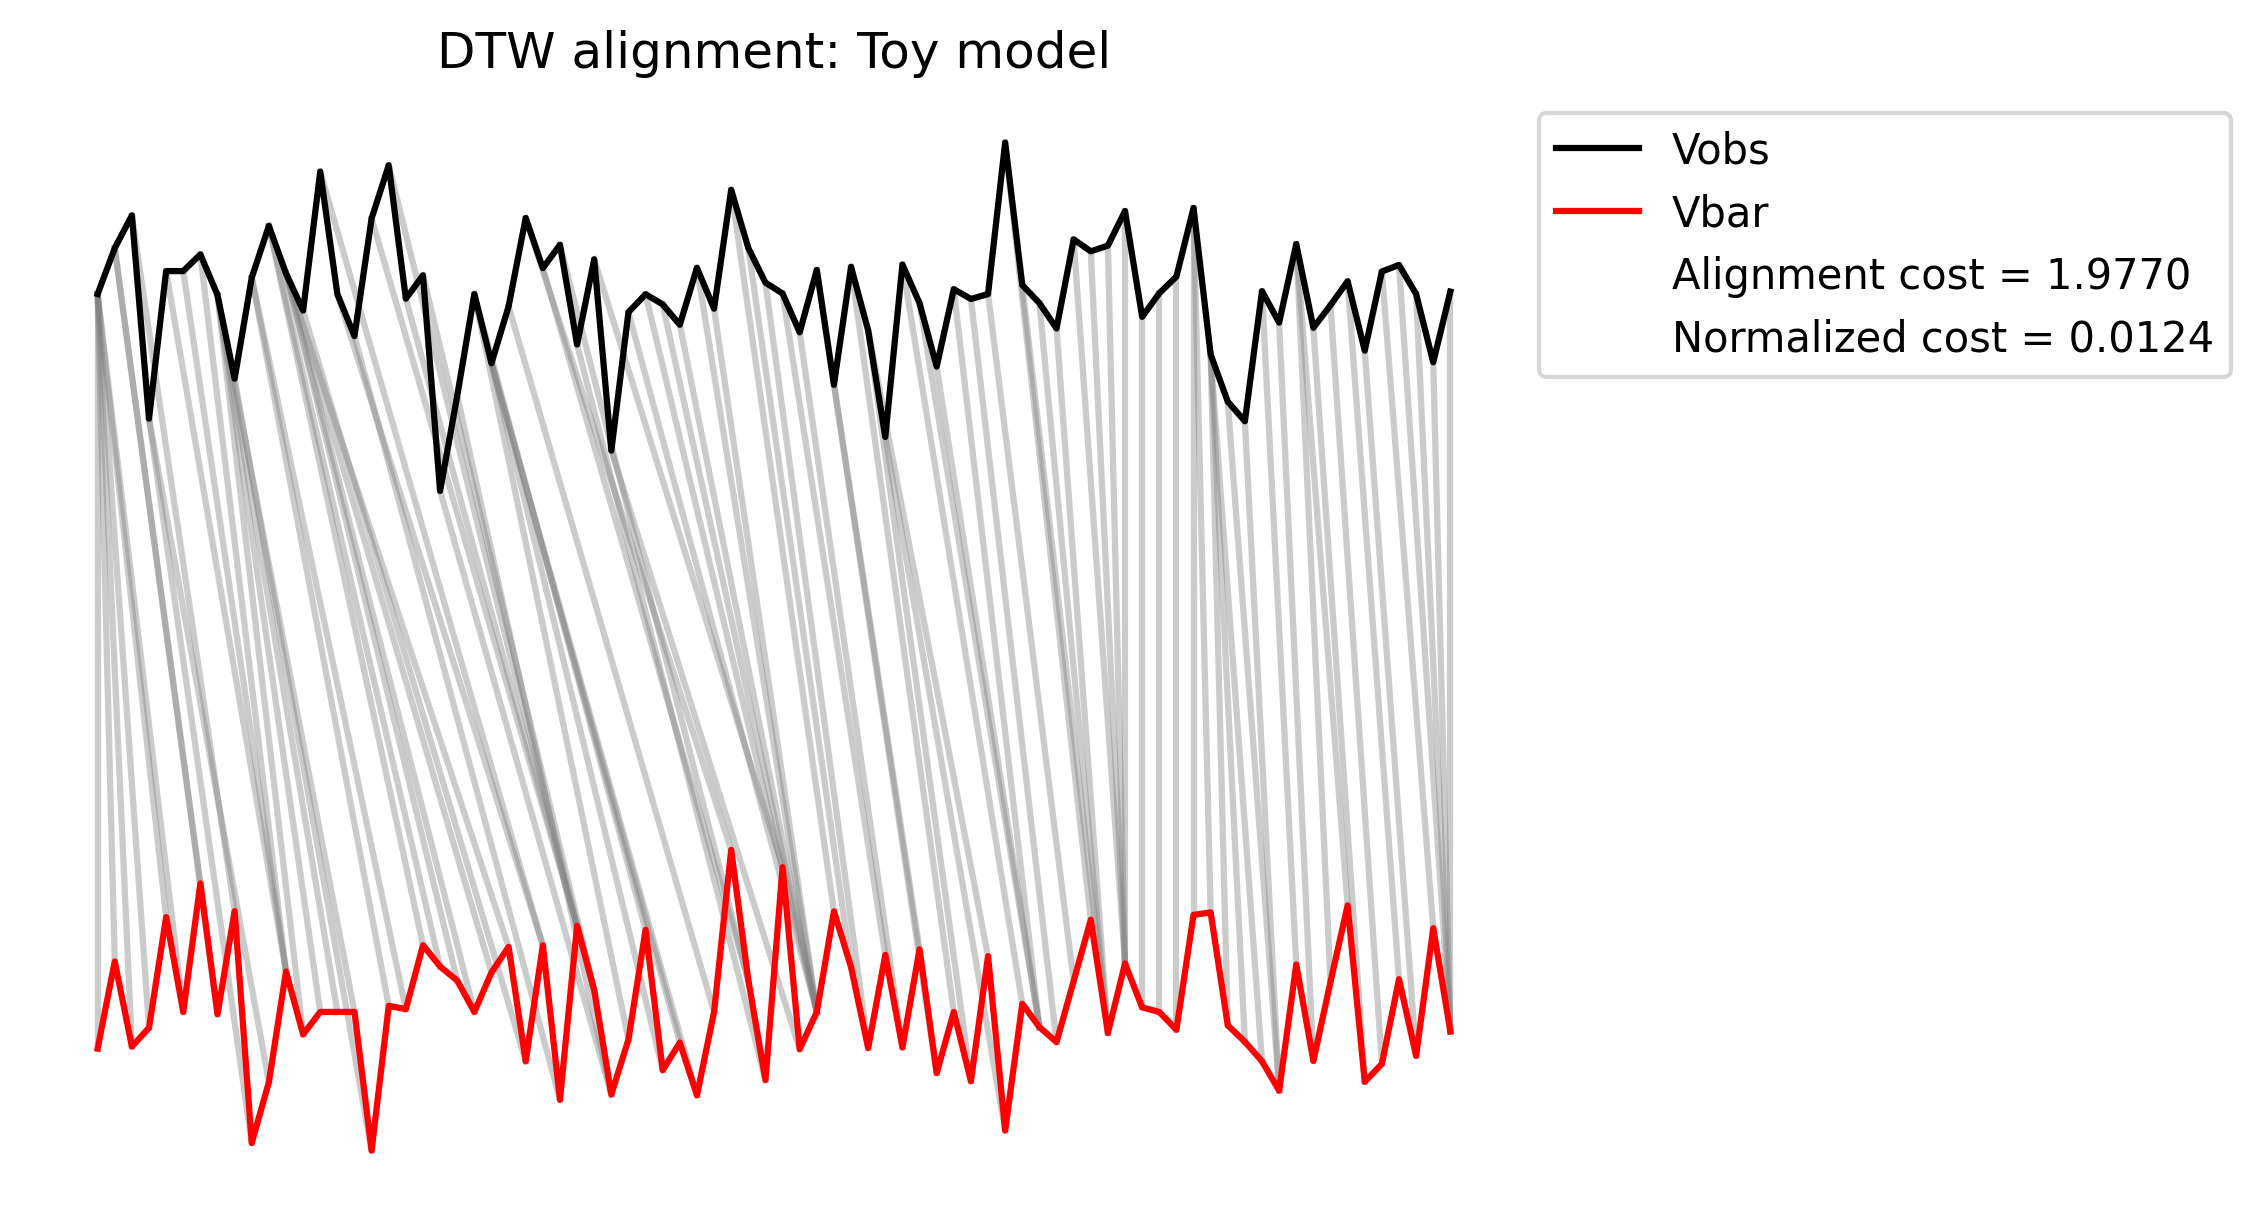 DTW alignment: Toy model
Vobs
Vbar
Alignment cost = 1.9770
Normalized cost = 0.0124